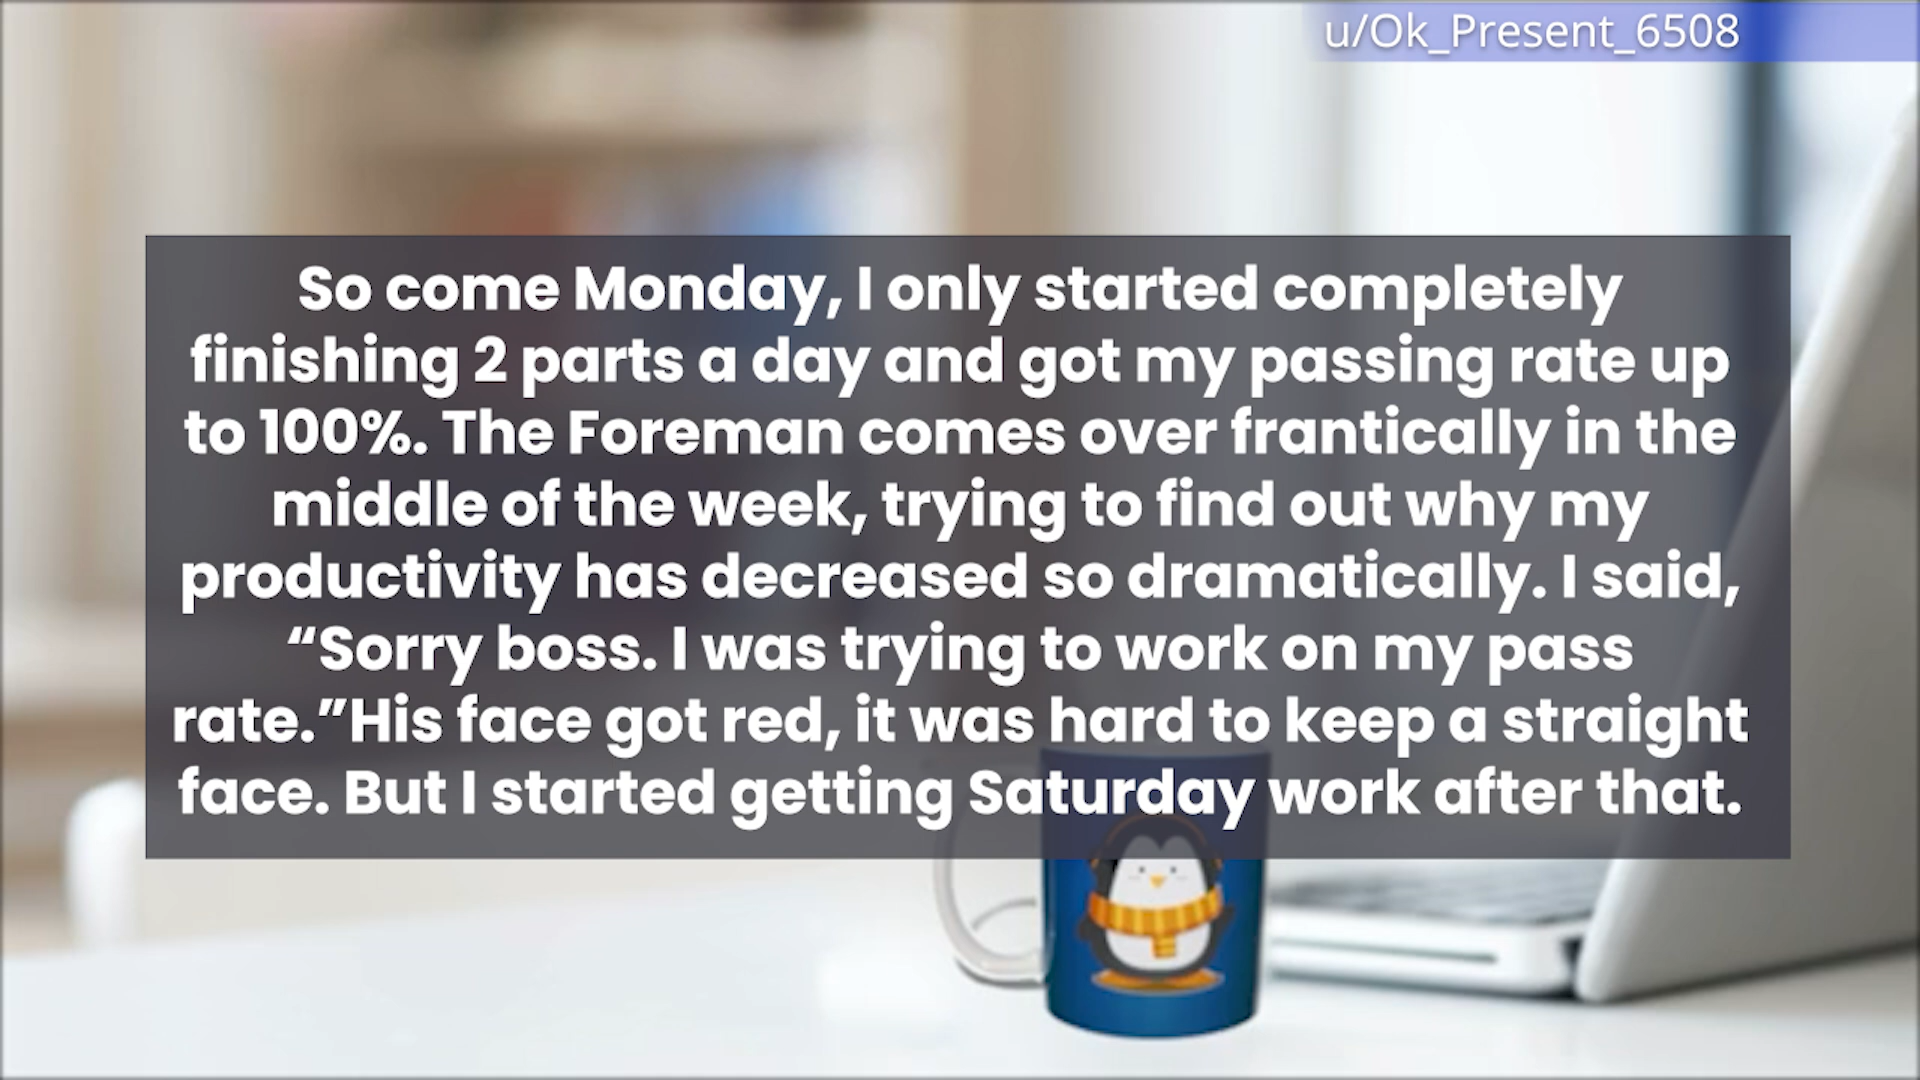 u/Ok_Present_6508
So come Monday, I only started completely
finishing 2 parts a day and got my passing rate up
to 100%. The Foreman comes over frantically in the
middle of the week, trying to find out why my
productivity has decreased so dramatically. I said,
“Sorry boss. I was trying to work on my pass
rate.”His face got red, it was hard to keep a straight
face. But I started getting Saturday work after that.